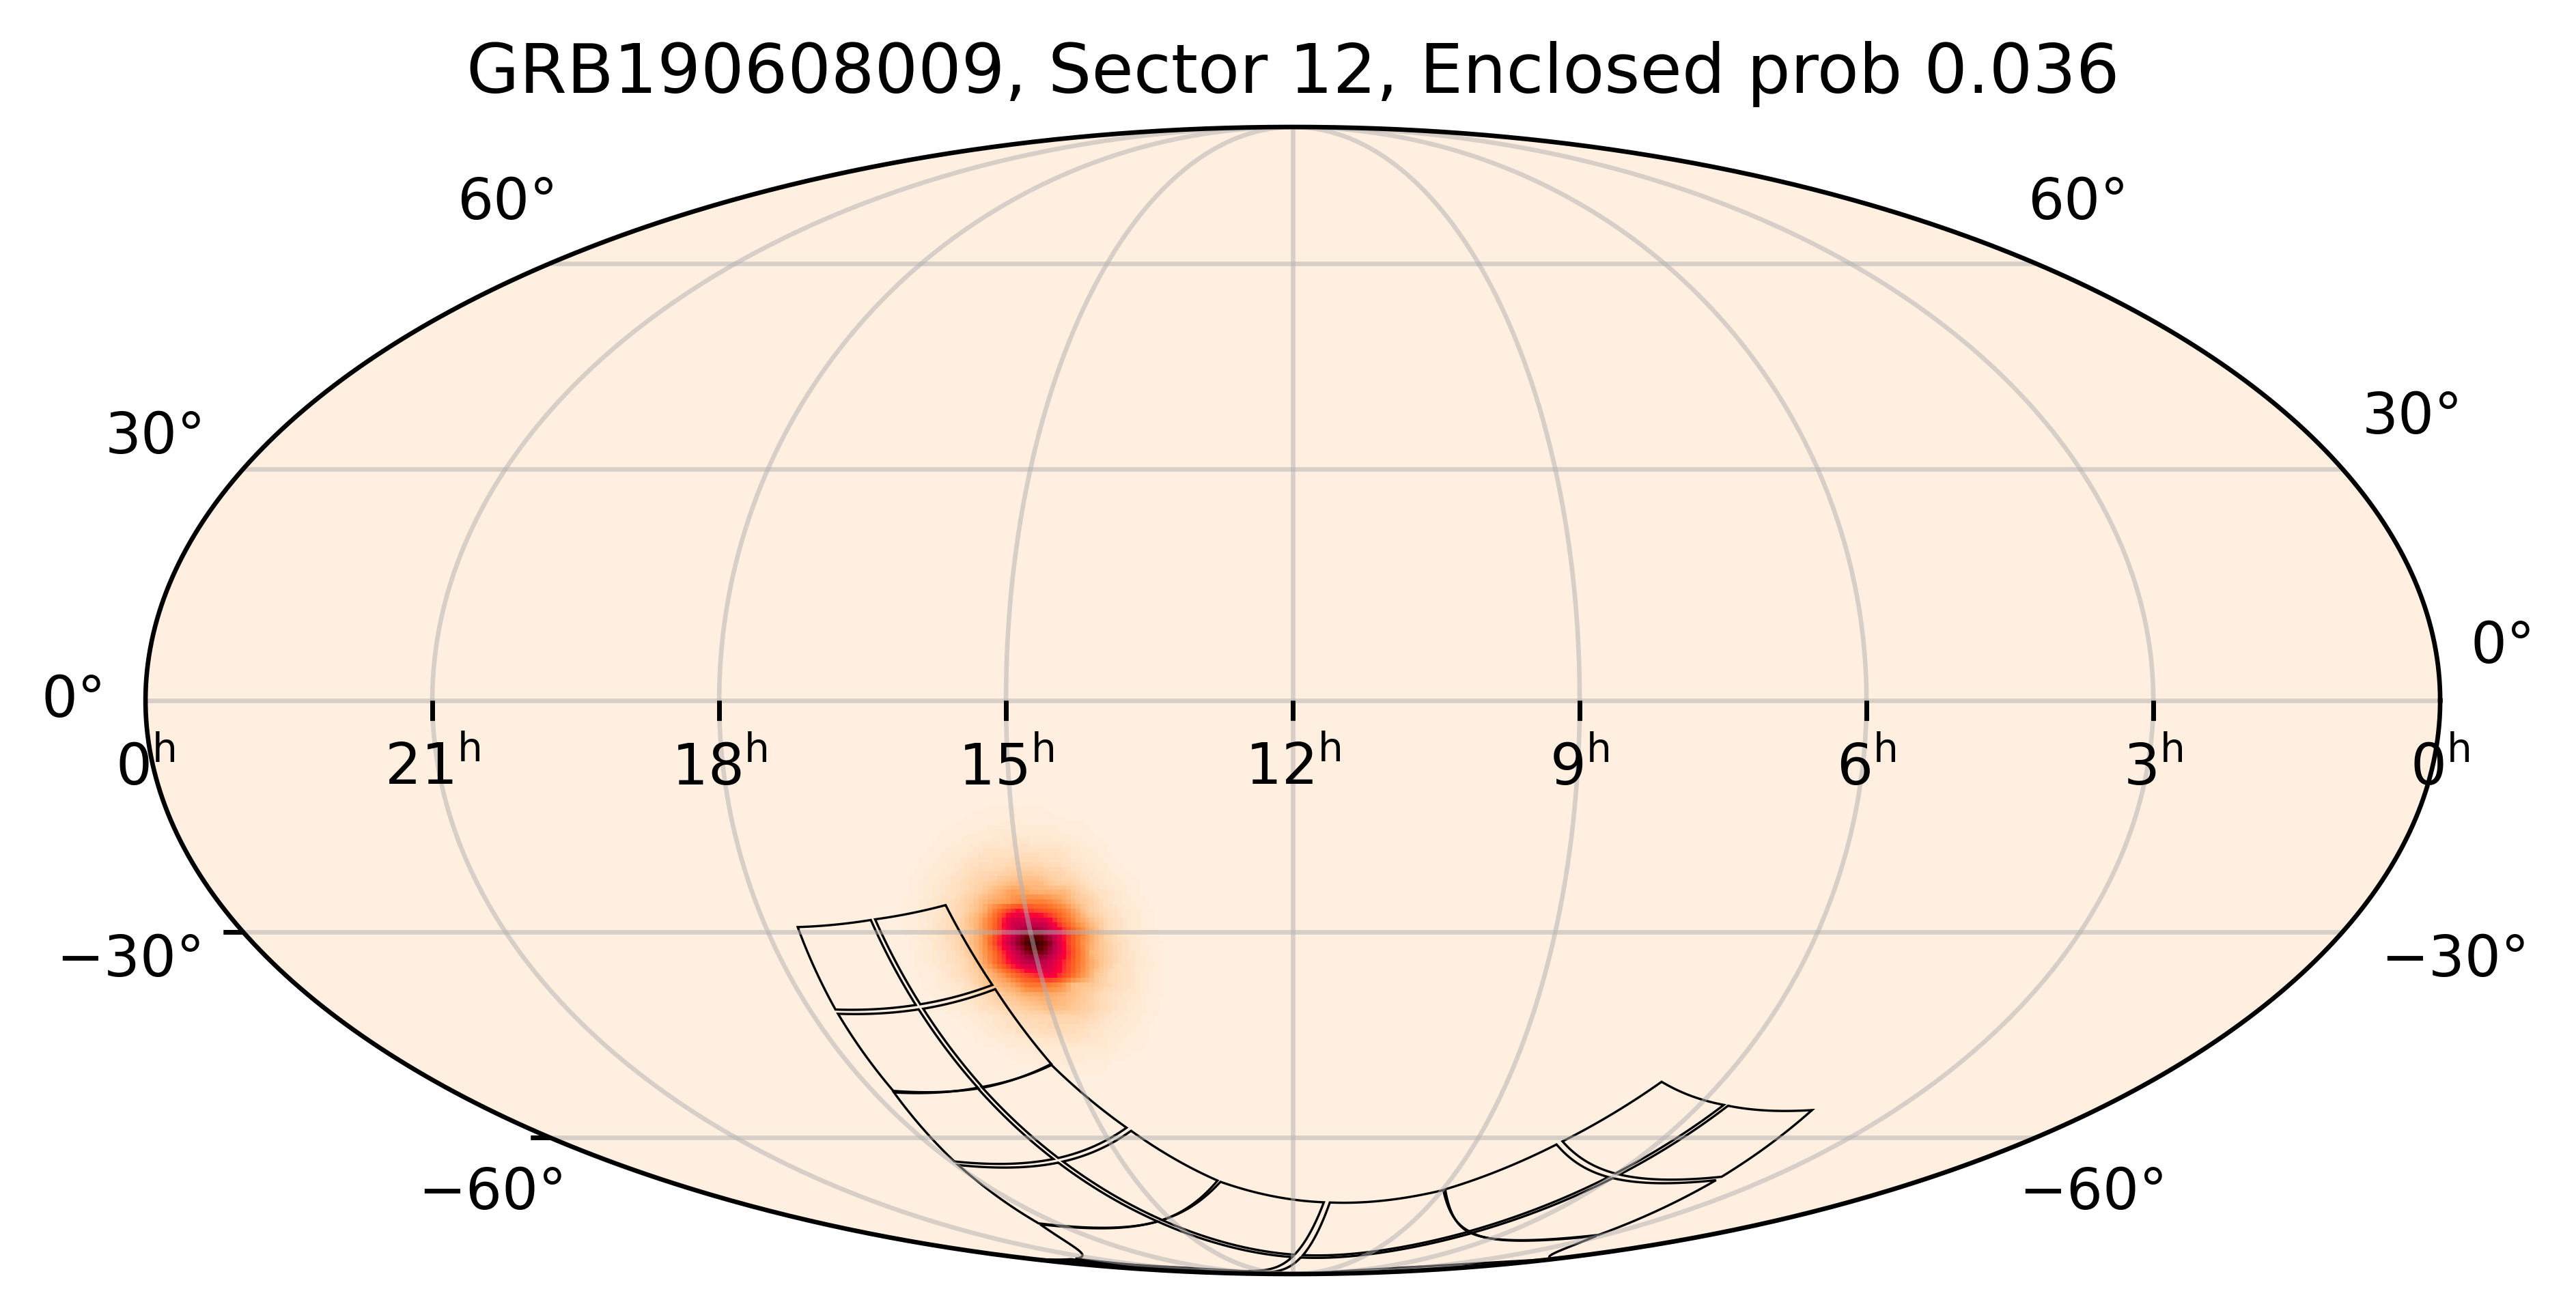 GRB190608009, Sector 12, Enclosed prob 0.036
60° 60°
30° 30°
0° 0°
0ʰ 21ʰ 18ʰ 15ʰ 12ʰ 9ʰ 6ʰ 3ʰ 0ʰ
−30° −30°
−60° −60°